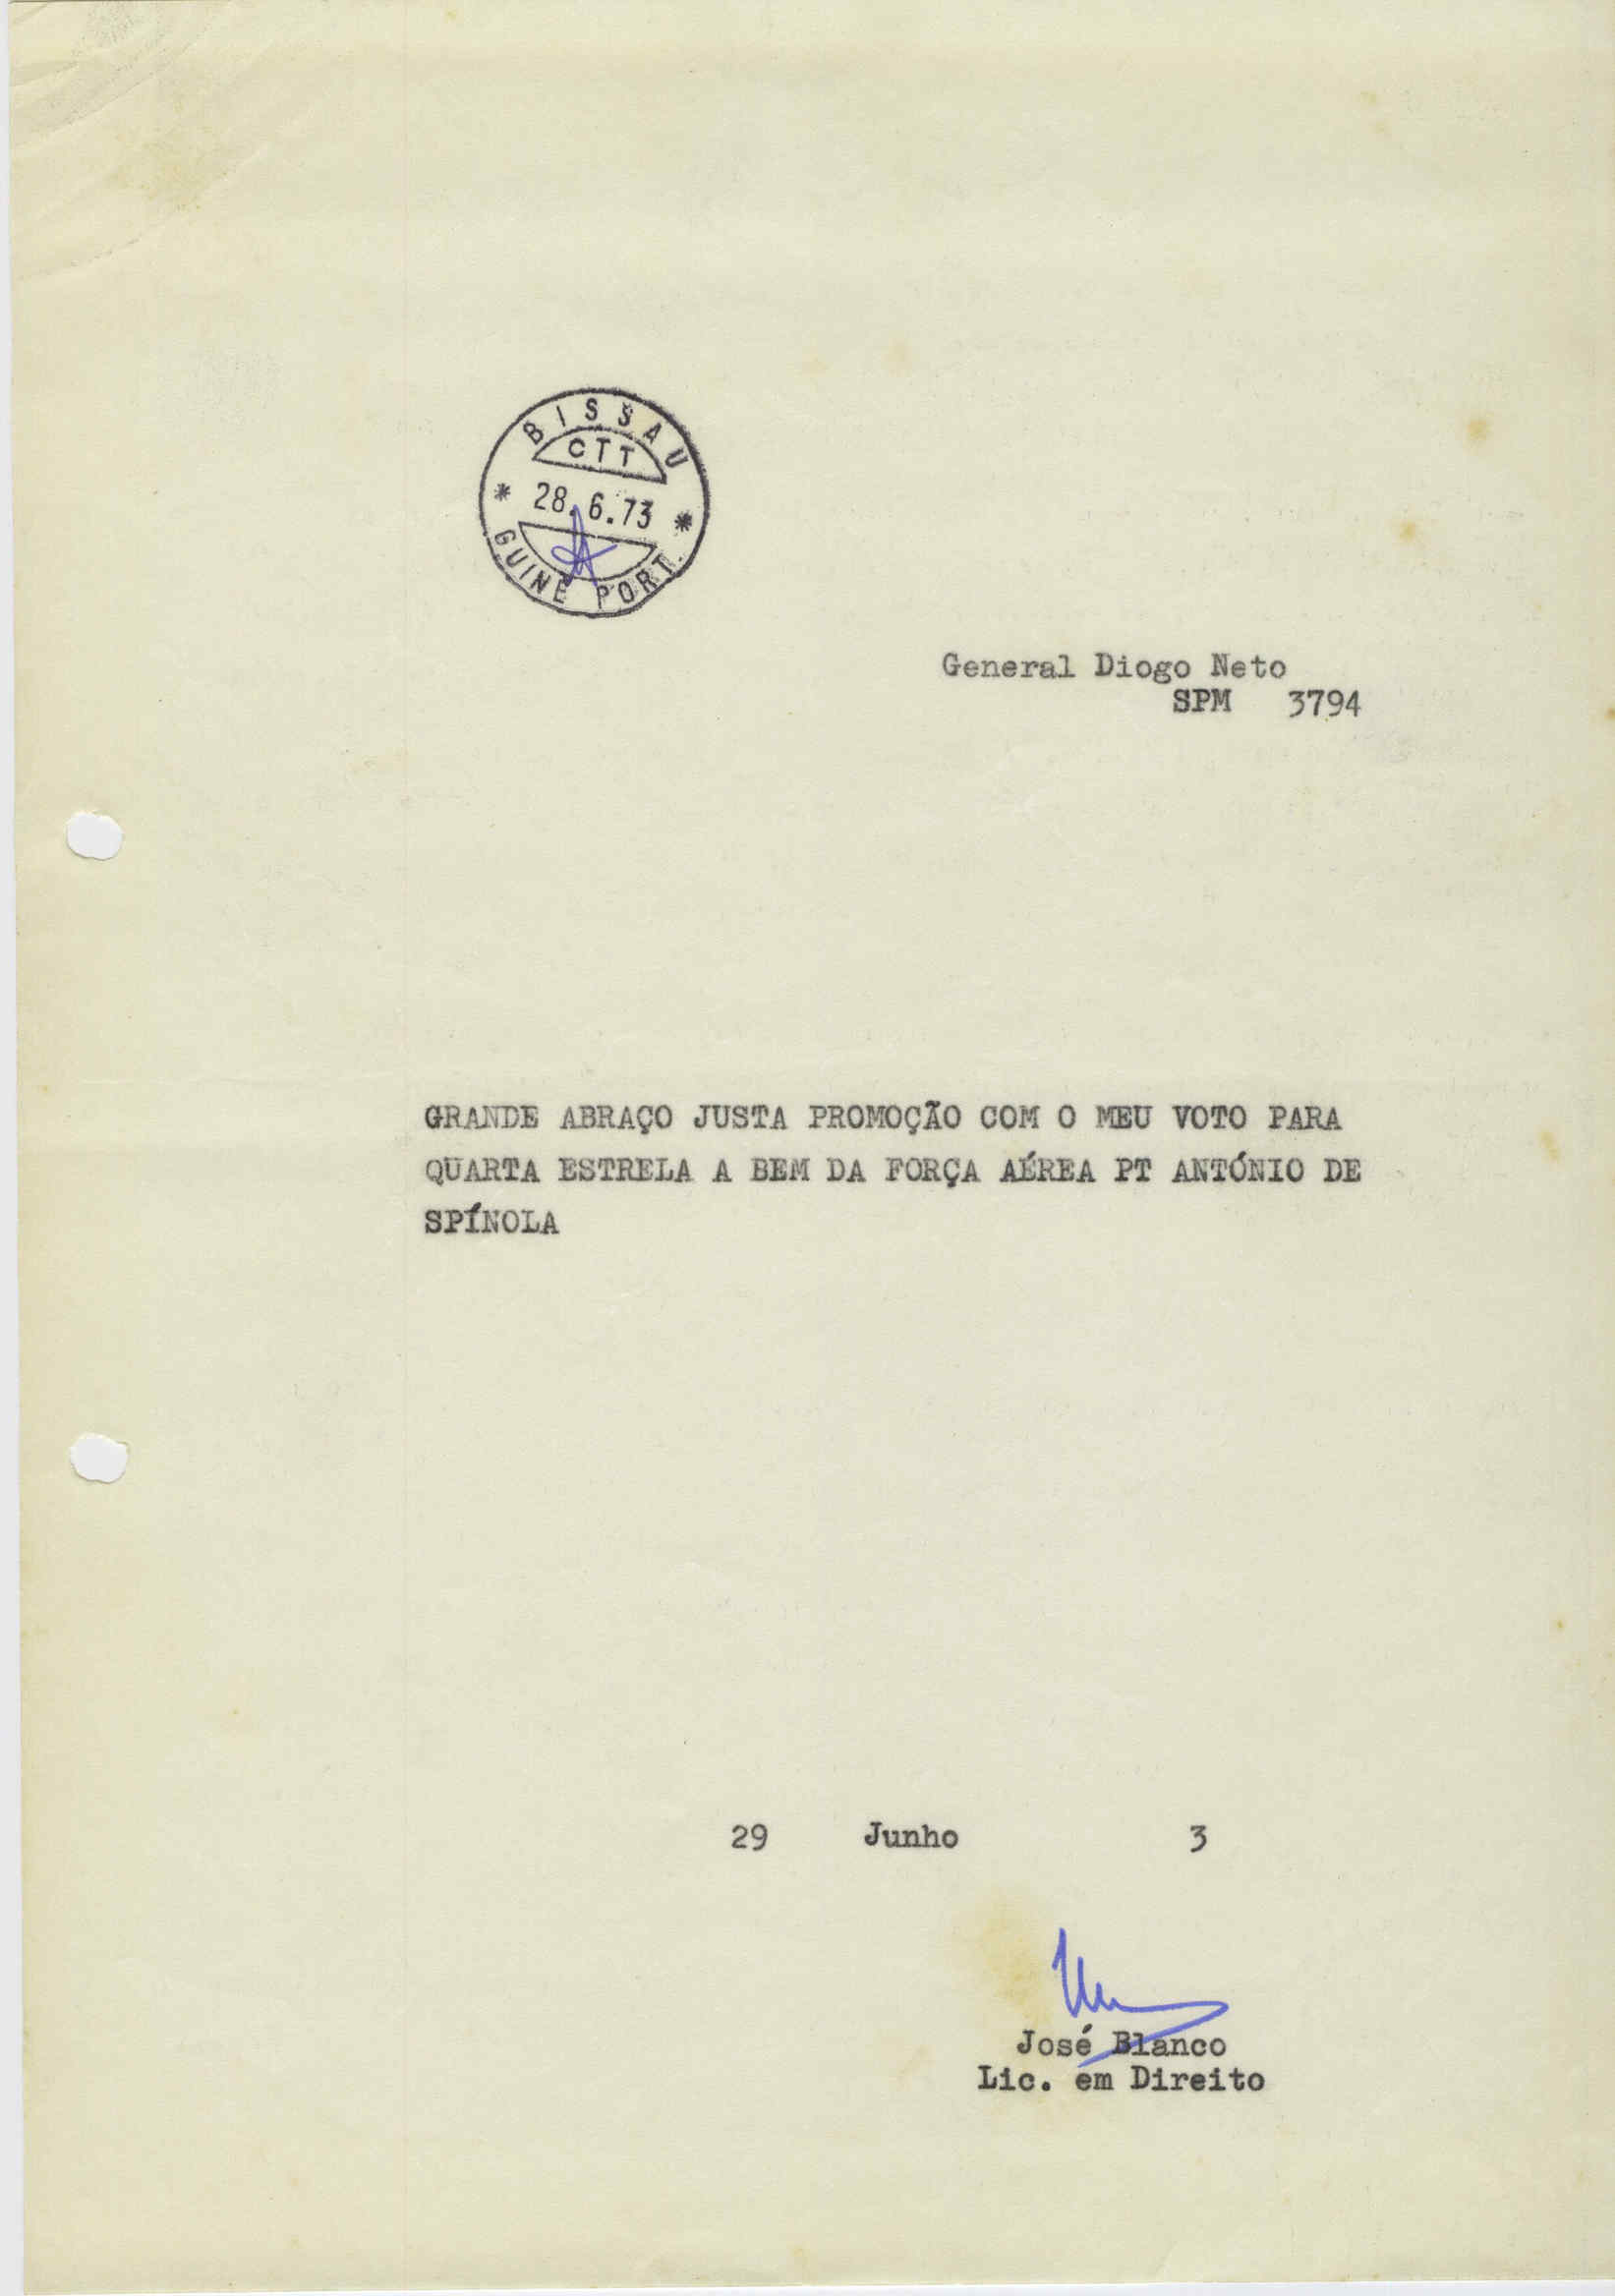 BISSAU
CTT
* 28.6.73 *
GUINÉ PORT.
General Diogo Neto
SPM 3794
GRANDE ABRAÇO JUSTA PROMOÇÃO COM O MEU VOTO PARA
QUARTA ESTRELA A BEM DA FORÇA AÉREA PT ANTÓNIO DE
SPÍNOLA
29 Junho 3
José Blanco
Lic. em Direito